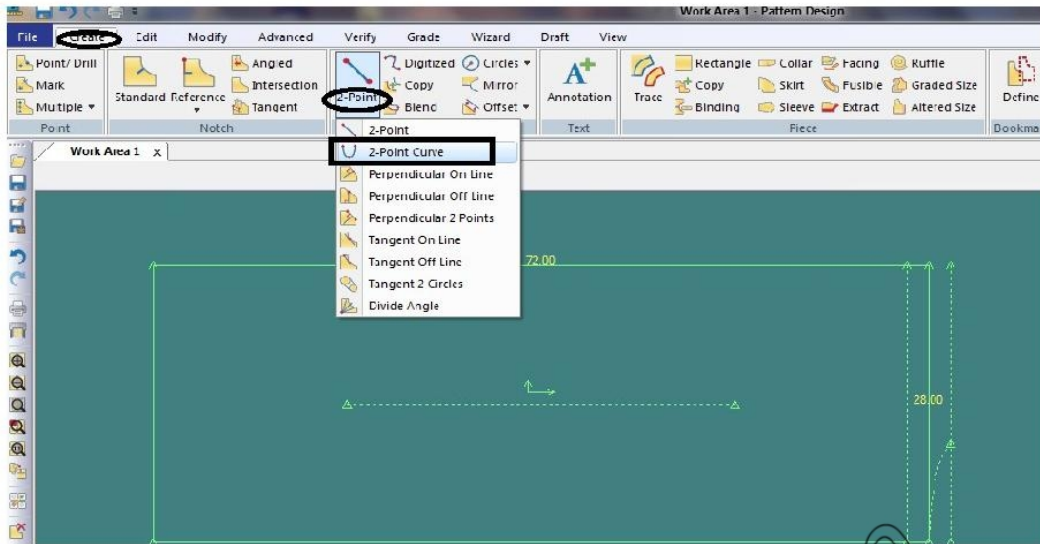 Work Area 1 - Pattern Design
File Create Edit Modify Advanced Verify Grade Wizard Draft View
Point/ Drill Angled Digitized Circles Rectangle Collar Facing Ruffle
Mark Standard Reference Intersection 2-Point Copy Mirror Annotation Trace Copy Skirt Fusible Graded Size Define
Multiple Tangent Blend Offset Binding Sleeve Extract Altered Size
Point Notch Text Piece Bookma
Work Area 1 x
2-Point
2-Point Curve
Perpendicular On Line
Perpendicular Off Line
Perpendicular 2 Points
Tangent On Line
Tangent Off Line
Tangent 2 Circles
Divide Angle
72.00
28.00